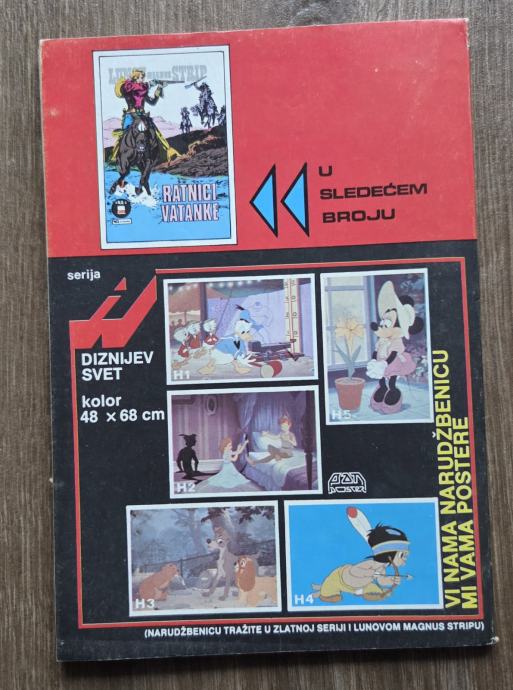 LUNOV MAGNUS STRIP
RATNICI
VATANKE
U
SLEDEĆEM
BROJU
serija
DIZNIJEV
SVET
kolor
48 × 68 cm
H1
H5
H2
H3
H4
VI NAMA NARUDŽBENICU
MI VAMA POSTERE
(NARUDŽBENICU TRAŽITE U ZLATNOJ SERIJI I LUNOVOM MAGNUS STRIPU)